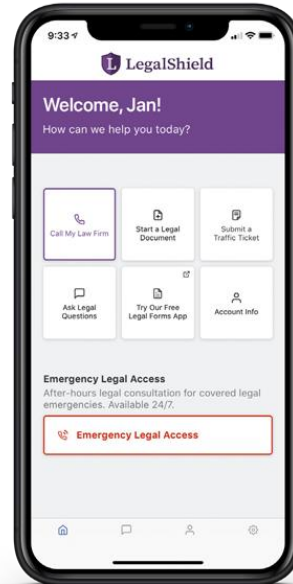 9:33
LegalShield
Welcome, Jan!
How can we help you today?
Call My Law Firm
Start a Legal
Document
Submit a
Traffic Ticket
Ask Legal
Questions
Try Our Free
Legal Forms App
Account Info
Emergency Legal Access
After-hours legal consultation for covered legal
emergencies. Available 24/7.
Emergency Legal Access